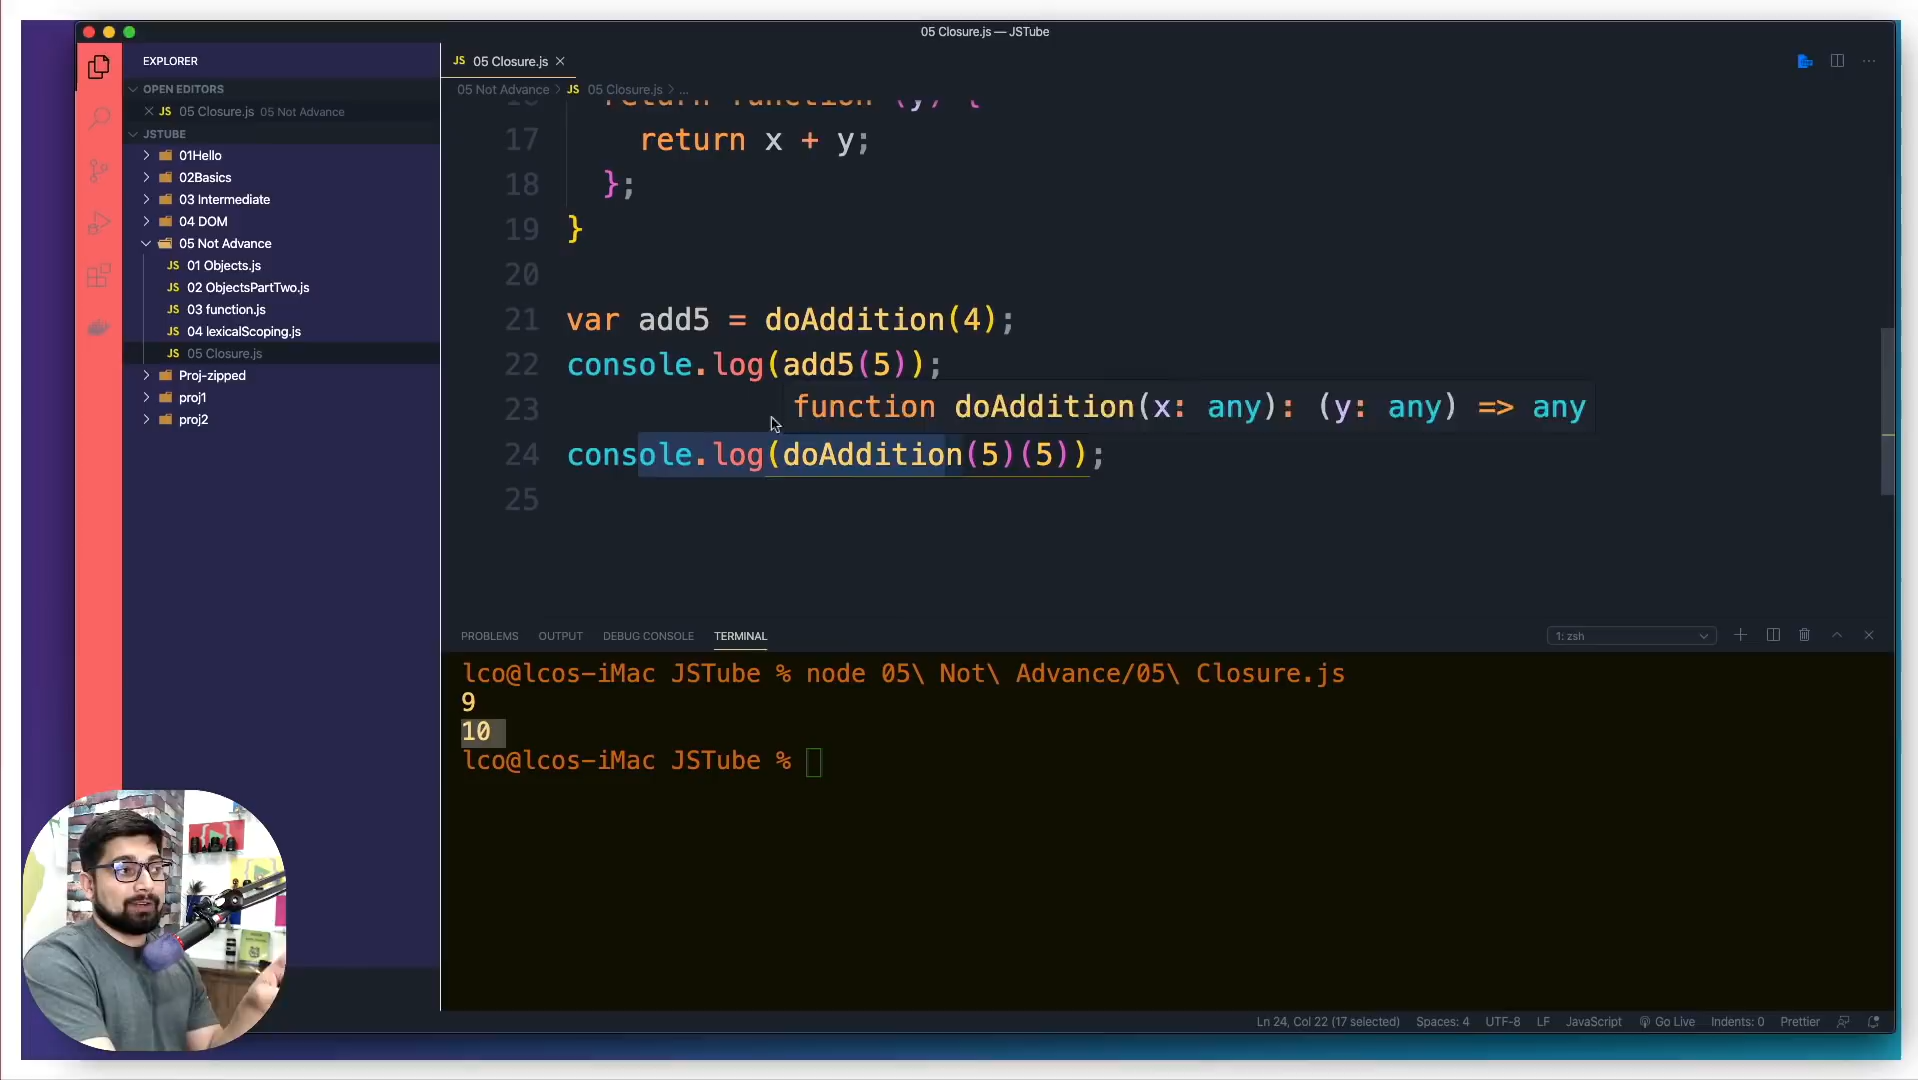 05 Closure.js — JSTube
EXPLORER
OPEN EDITORS
JS 05 Closure.js 05 Not Advance
JSTUBE
01Hello
02Basics
03 Intermediate
04 DOM
05 Not Advance
JS 01 Objects.js
JS 02 ObjectsPartTwo.js
JS 03 function.js
JS 04 lexicalScoping.js
JS 05 Closure.js
Proj-zipped
proj1
proj2
JS 05 Closure.js
05 Not Advance > JS 05 Closure.js > ...
16 return function (y) {
17 return x + y;
18 };
19 }
20
21 var add5 = doAddition(4);
22 console.log(add5(5));
23 function doAddition(x: any): (y: any) => any
24 console.log(doAddition(5)(5));
25
PROBLEMS OUTPUT DEBUG CONSOLE TERMINAL 1: zsh
lco@lcos-iMac JSTube % node 05\ Not\ Advance/05\ Closure.js
9
10
lco@lcos-iMac JSTube %
Ln 24, Col 22 (17 selected) Spaces: 4 UTF-8 LF JavaScript Go Live Indents: 0 Prettier